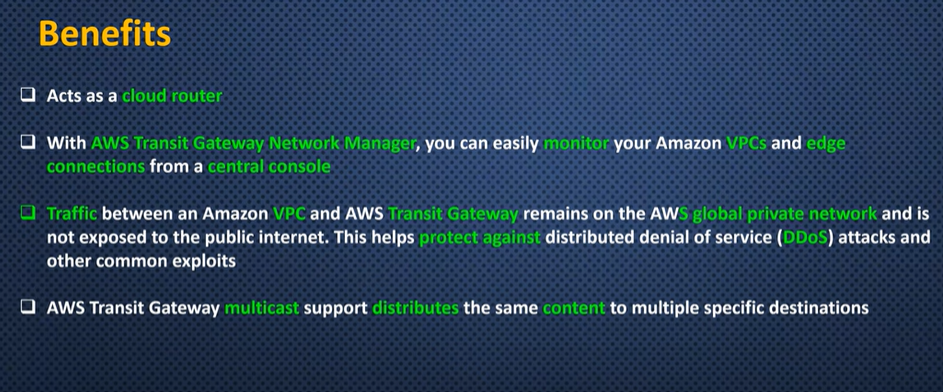 Benefits
Acts as a cloud router
With AWS Transit Gateway Network Manager, you can easily monitor your Amazon VPCs and edge
connections from a central console
Traffic between an Amazon VPC and AWS Transit Gateway remains on the AWS global private network and is
not exposed to the public internet. This helps protect against distributed denial of service (DDoS) attacks and
other common exploits
AWS Transit Gateway multicast support distributes the same content to multiple specific destinations